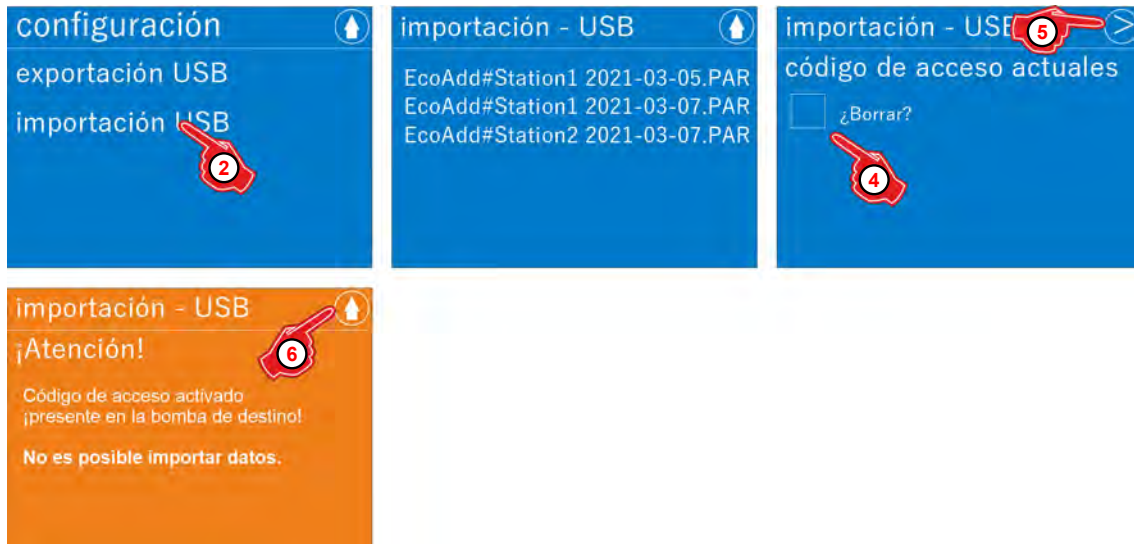 configuración
exportación USB
importación USB
2
importación - USB
EcoAdd#Station1 2021-03-05.PAR
EcoAdd#Station1 2021-03-07.PAR
EcoAdd#Station2 2021-03-07.PAR
importación - USB
5
código de acceso actuales
¿Borrar?
4
importación - USB
¡Atención!
6
Código de acceso activado
¡presente en la bomba de destino!
No es posible importar datos.